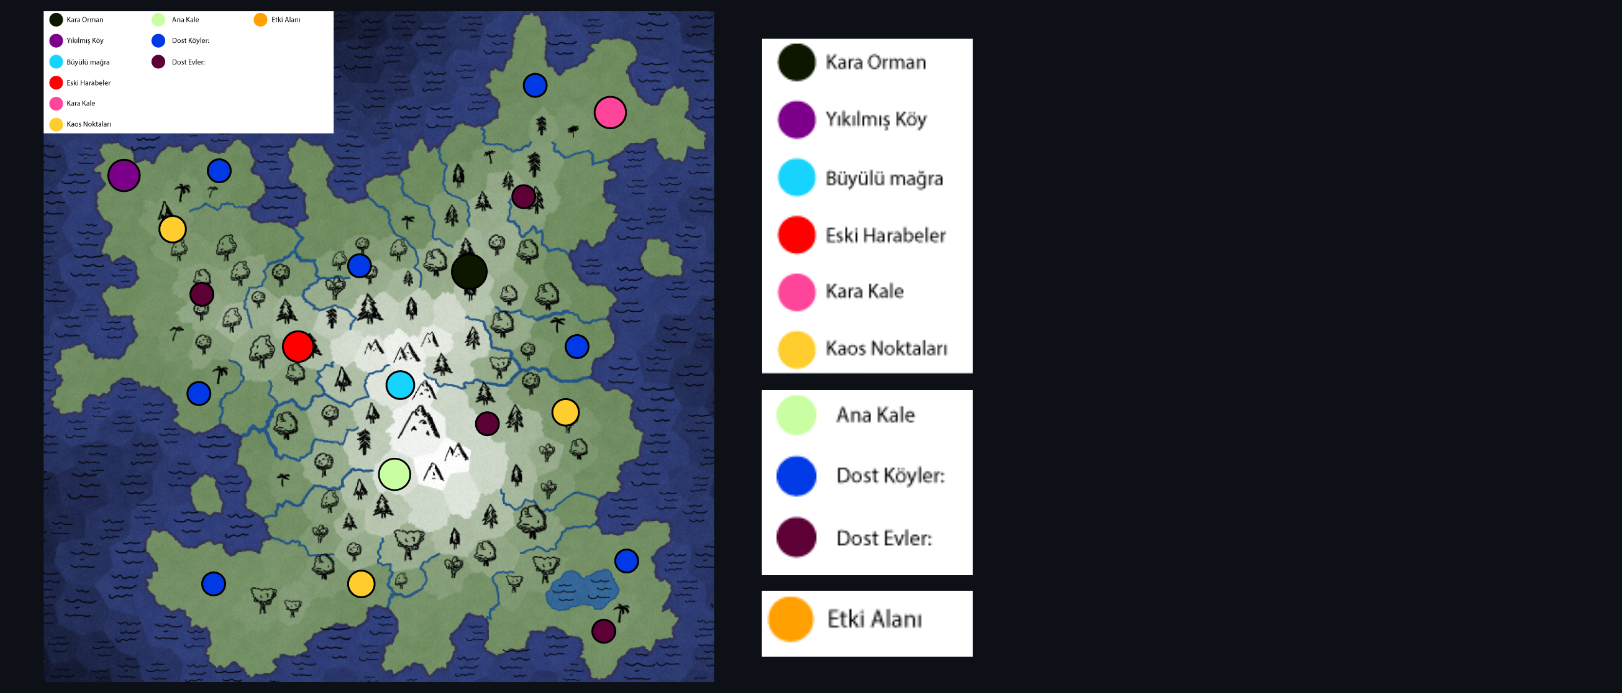 Kara Orman
Yıkılmış Köy
Büyülü mağra
Eski Harabeler
Kara Kale
Kaos Noktaları
Ana Kale
Dost Köyler:
Dost Evler:
Etki Alanı
Kara Orman
Yıkılmış Köy
Büyülü mağra
Eski Harabeler
Kara Kale
Kaos Noktaları
Ana Kale
Dost Köyler:
Dost Evler:
Etki Alanı